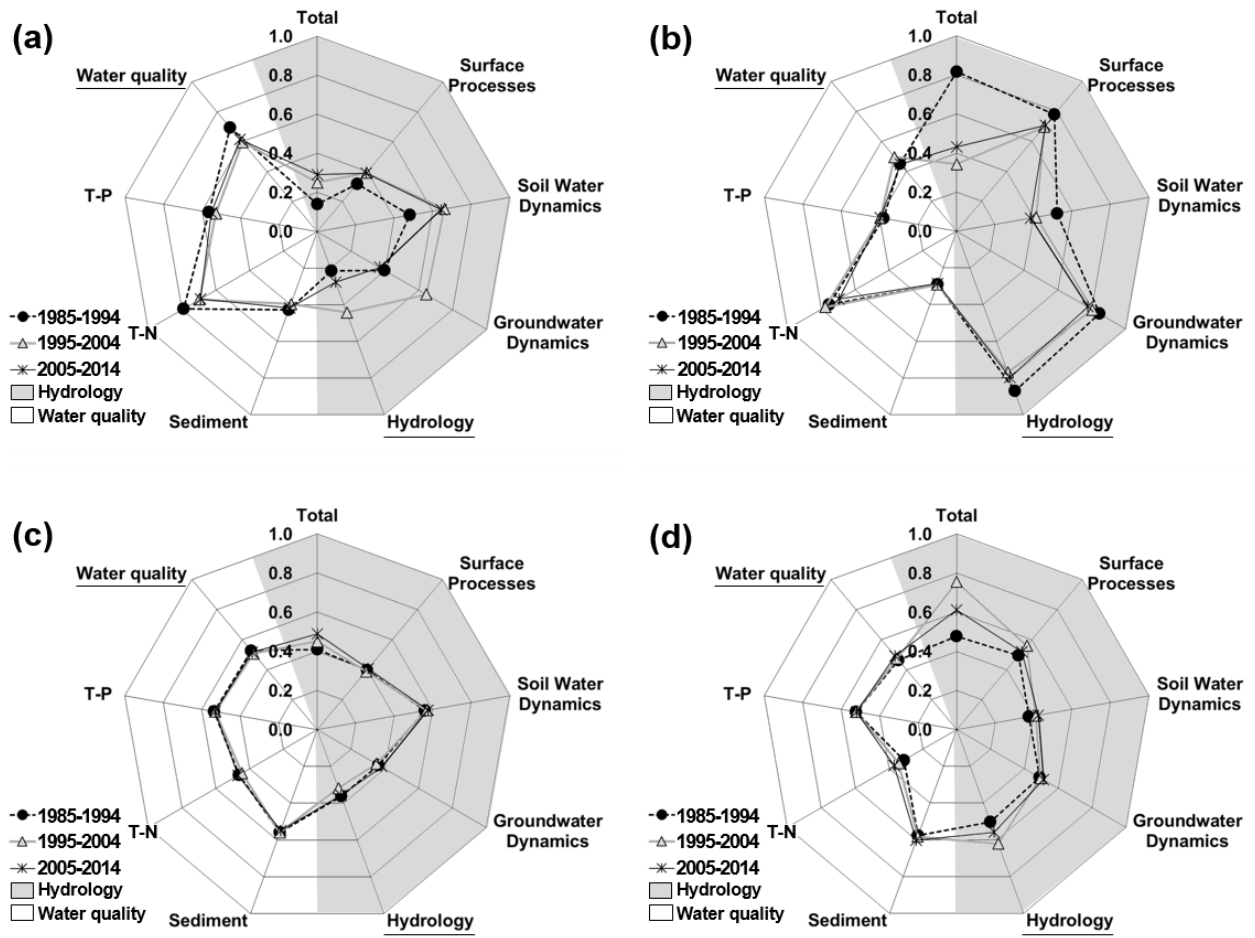 (a)
Total
1.0
Surface
Processes
Water quality
0.8
0.6
0.4
T-P
Soil Water
Dynamics
0.2
0.0
1985-1994
T-N
Groundwater
Dynamics
1995-2004
2005-2014
Hydrology
Water quality
Sediment
Hydrology
(b)
Total
1.0
Surface
Processes
Water quality
0.8
0.6
0.4
T-P
Soil Water
Dynamics
0.2
0.0
1985-1994
T-N
Groundwater
Dynamics
1995-2004
2005-2014
Hydrology
Water quality
Sediment
Hydrology
(c)
Total
1.0
Surface
Processes
Water quality
0.8
0.6
0.4
T-P
Soil Water
Dynamics
0.2
0.0
1985-1994
T-N
Groundwater
Dynamics
1995-2004
2005-2014
Hydrology
Water quality
Sediment
Hydrology
(d)
Total
1.0
Surface
Processes
Water quality
0.8
0.6
0.4
T-P
Soil Water
Dynamics
0.2
0.0
1985-1994
T-N
Groundwater
Dynamics
1995-2004
2005-2014
Hydrology
Water quality
Sediment
Hydrology